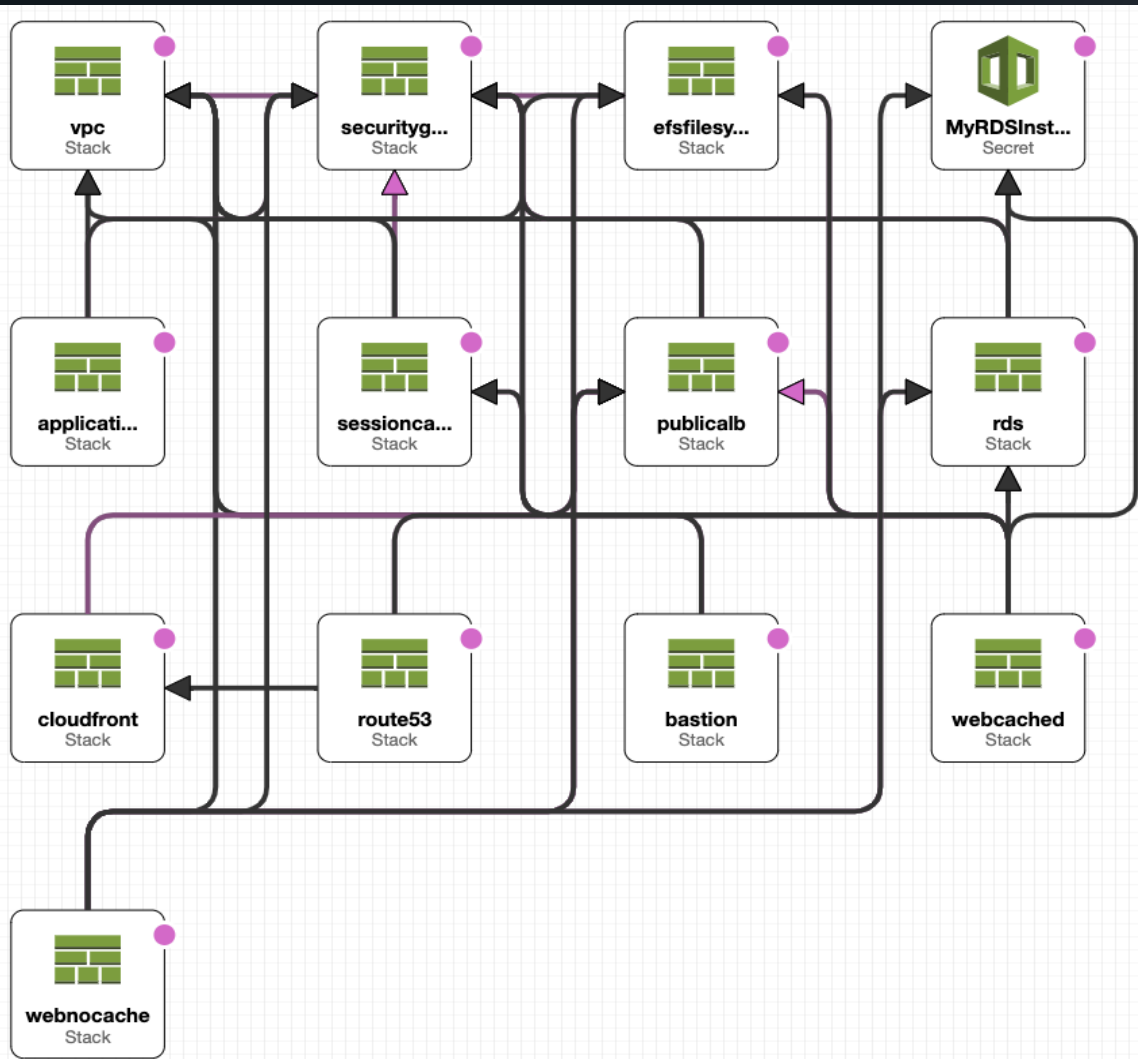 vpc
Stack
securityg...
Stack
efsfilesy...
Stack
MyRDSInst...
Secret
applicati...
Stack
sessionca...
Stack
publicalb
Stack
rds
Stack
cloudfront
Stack
route53
Stack
bastion
Stack
webcached
Stack
webnocache
Stack